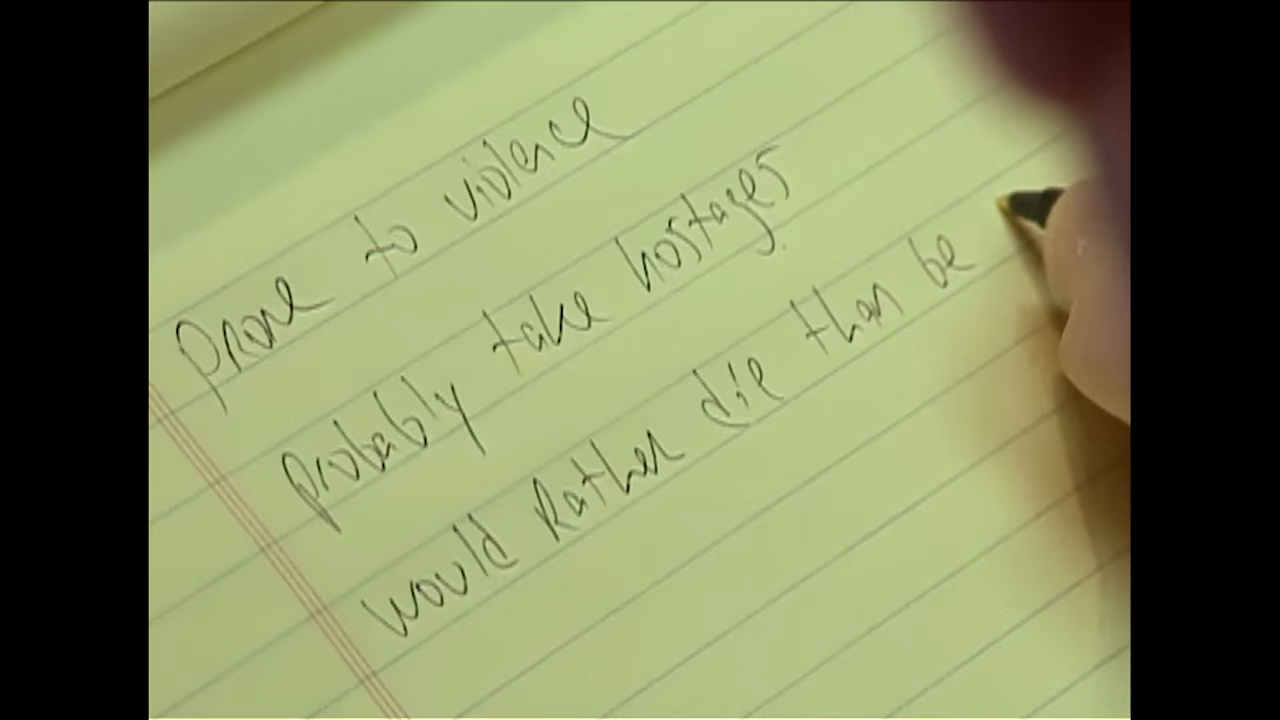 Prone to violence
probably take hostages
would Rather die than be